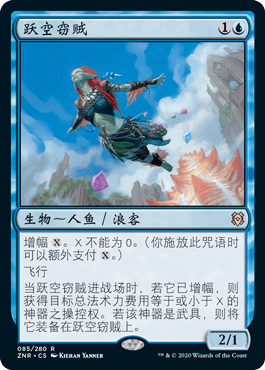 跃空窃贼 1
生物～人鱼／浪客
增幅 X。X 不能为 0。（你施放此咒语时
可以额外支付 X。）
飞行
当跃空窃贼进战场时，若它已增幅，则
获得目标总法术力费用等于或小于 X 的
神器之操控权。若该神器是武具，则将
它装备在跃空窃贼上。
2/1
085/280 R
ZNR • CS KIERAN YANNER
™ & © 2020 Wizards of the Coast